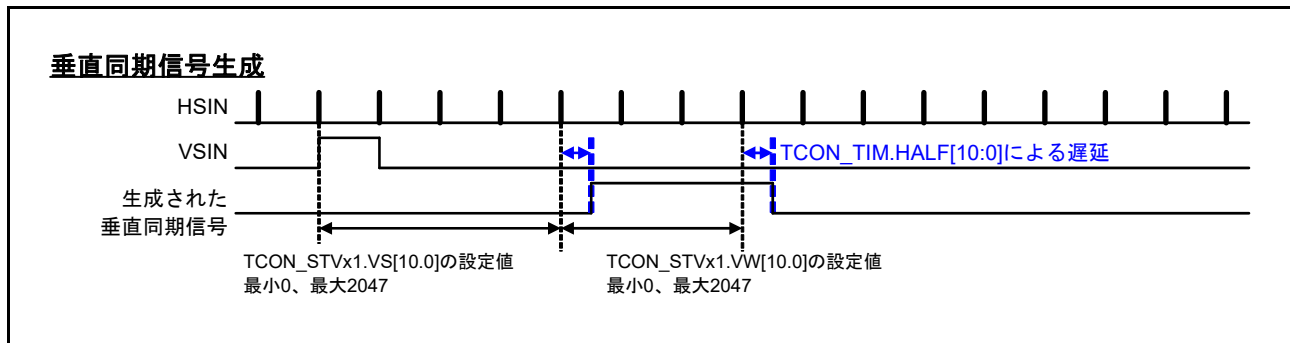 垂直同期信号生成
HSIN
VSIN
TCON_TIM.HALF[10:0]による遅延
生成された
垂直同期信号
TCON_STVx1.VS[10.0]の設定値
最小0、最大2047
TCON_STVx1.VW[10.0]の設定値
最小0、最大2047